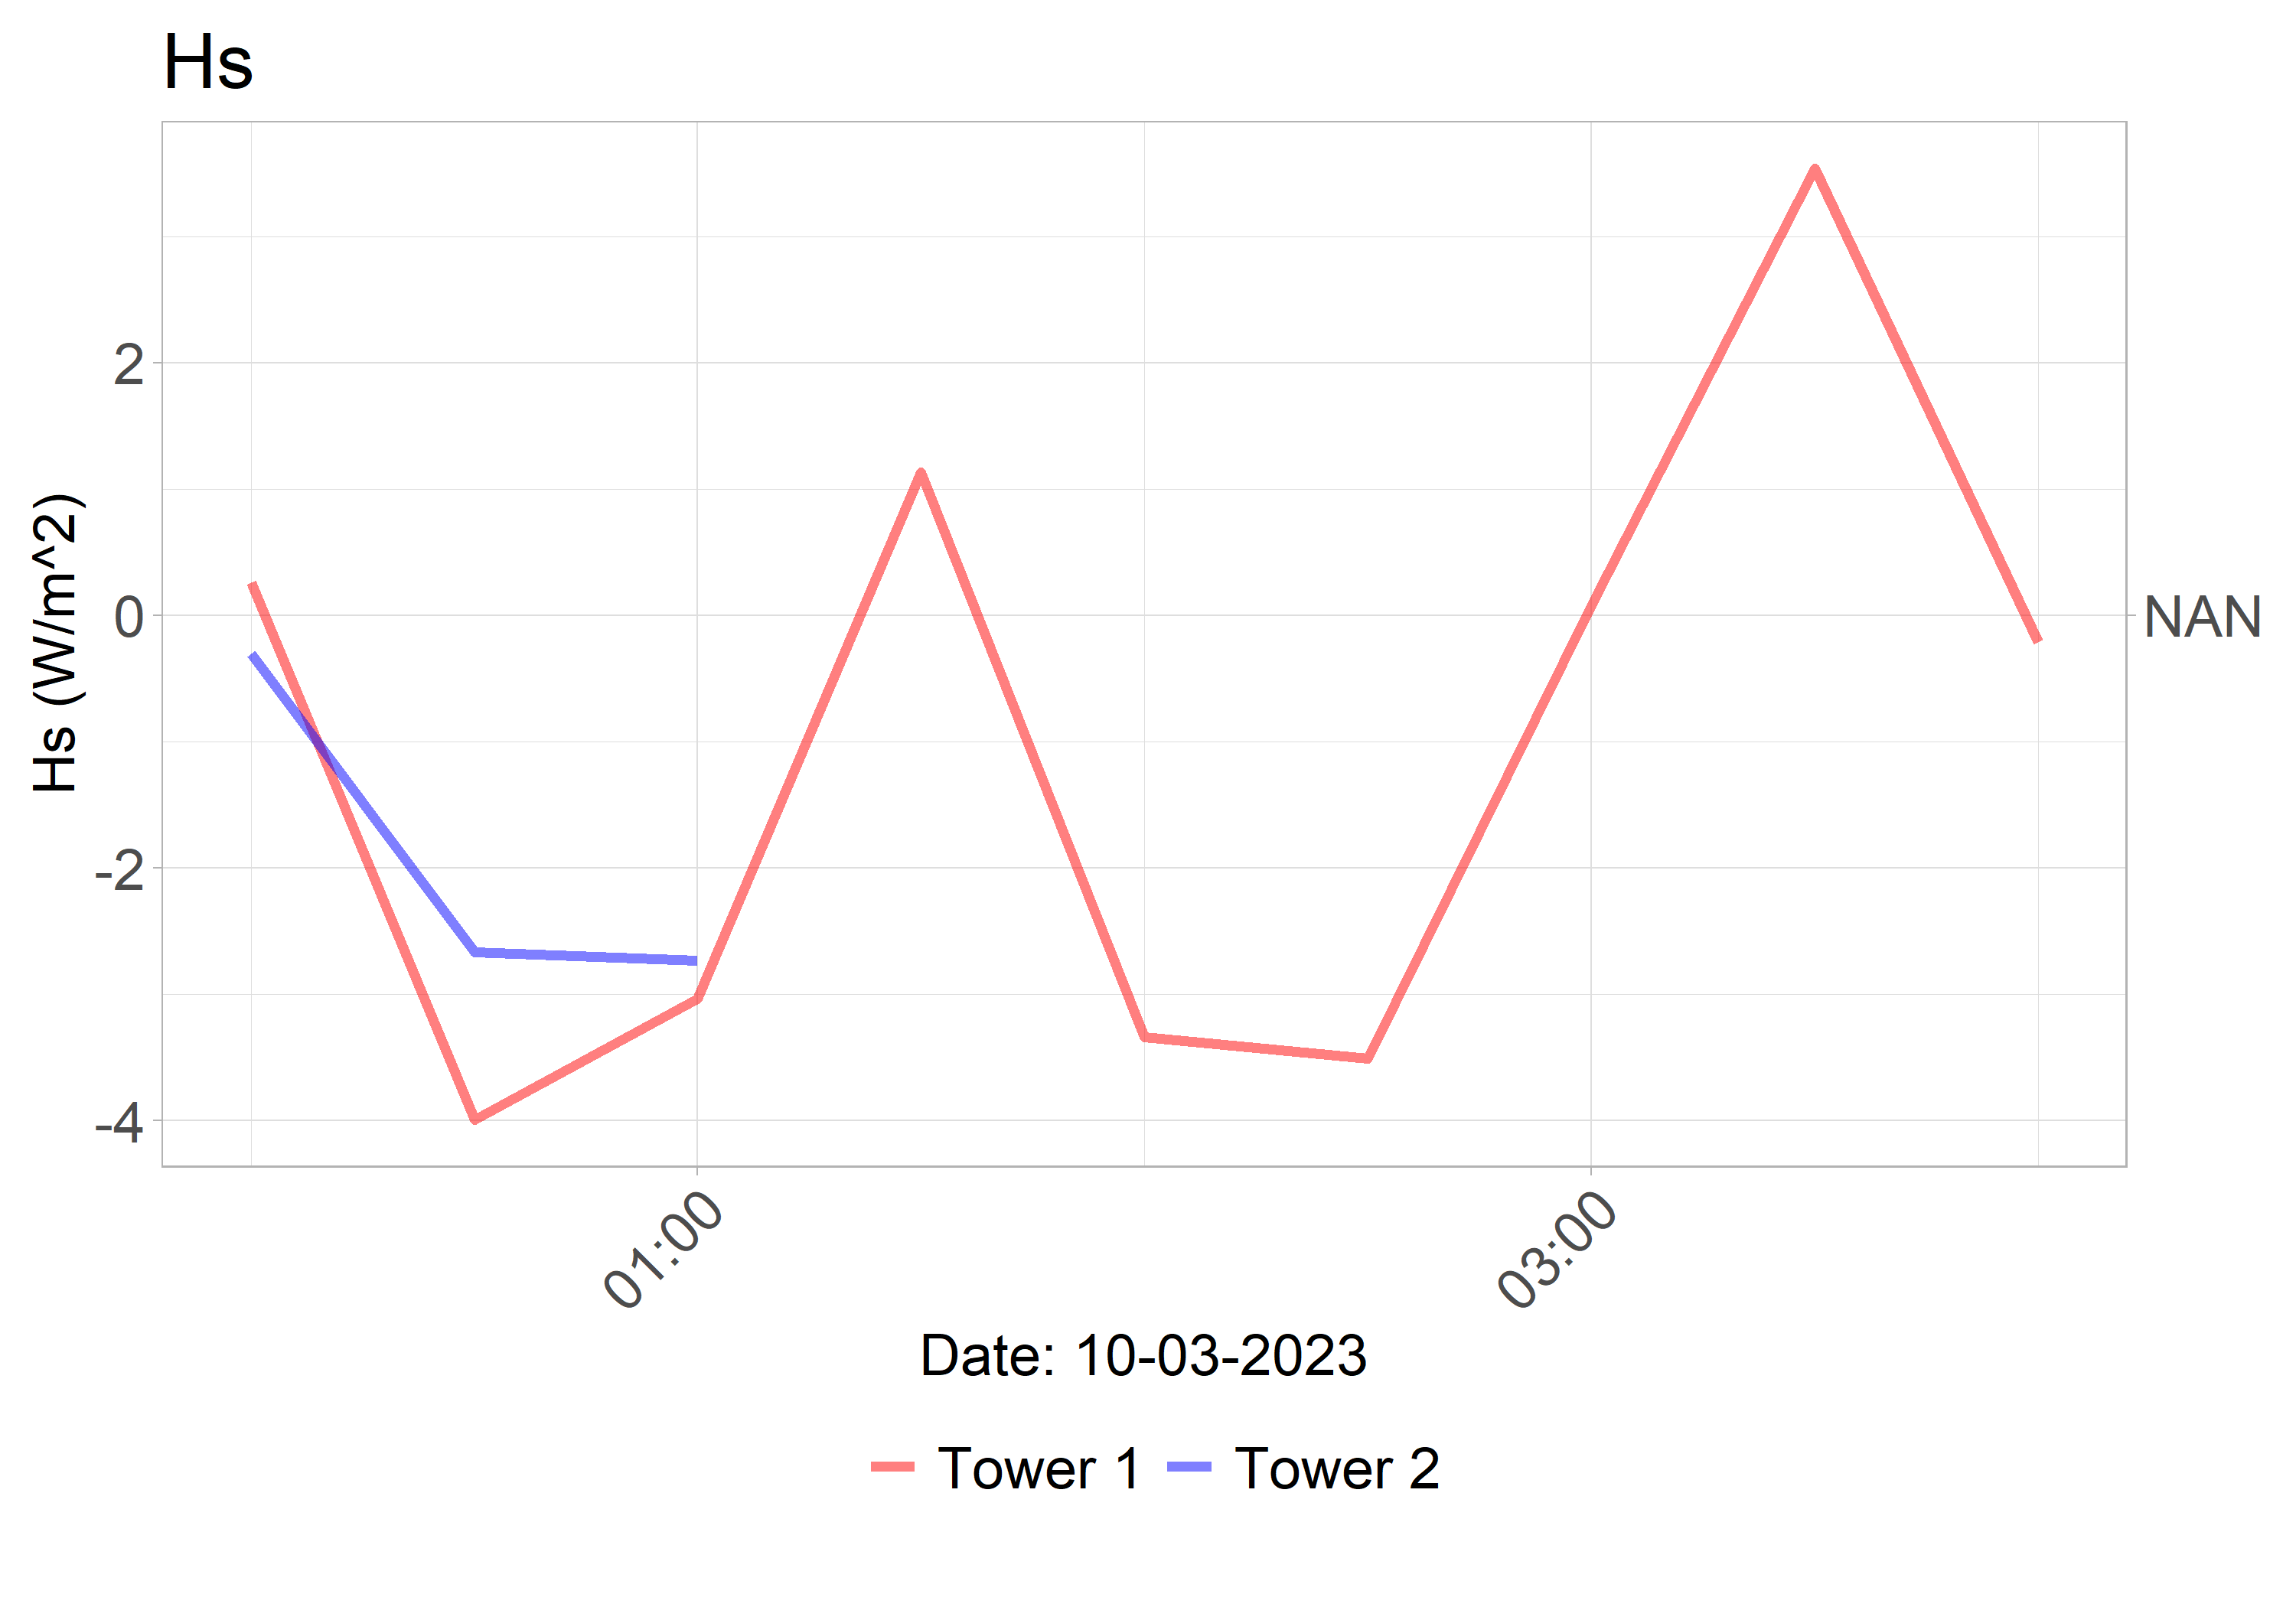 Hs
Hs (W/m^2)
2
0
-2
-4
NAN
01:00
03:00
Date: 10-03-2023
Tower 1
Tower 2